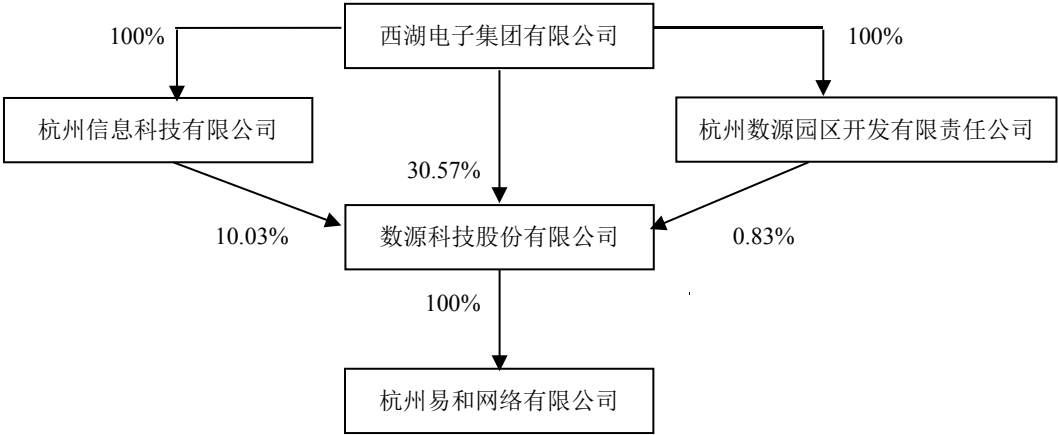 100%
西湖电子集团有限公司
100%
杭州信息科技有限公司
杭州数源园区开发有限责任公司
30.57%
10.03%
数源科技股份有限公司
0.83%
100%
杭州易和网络有限公司